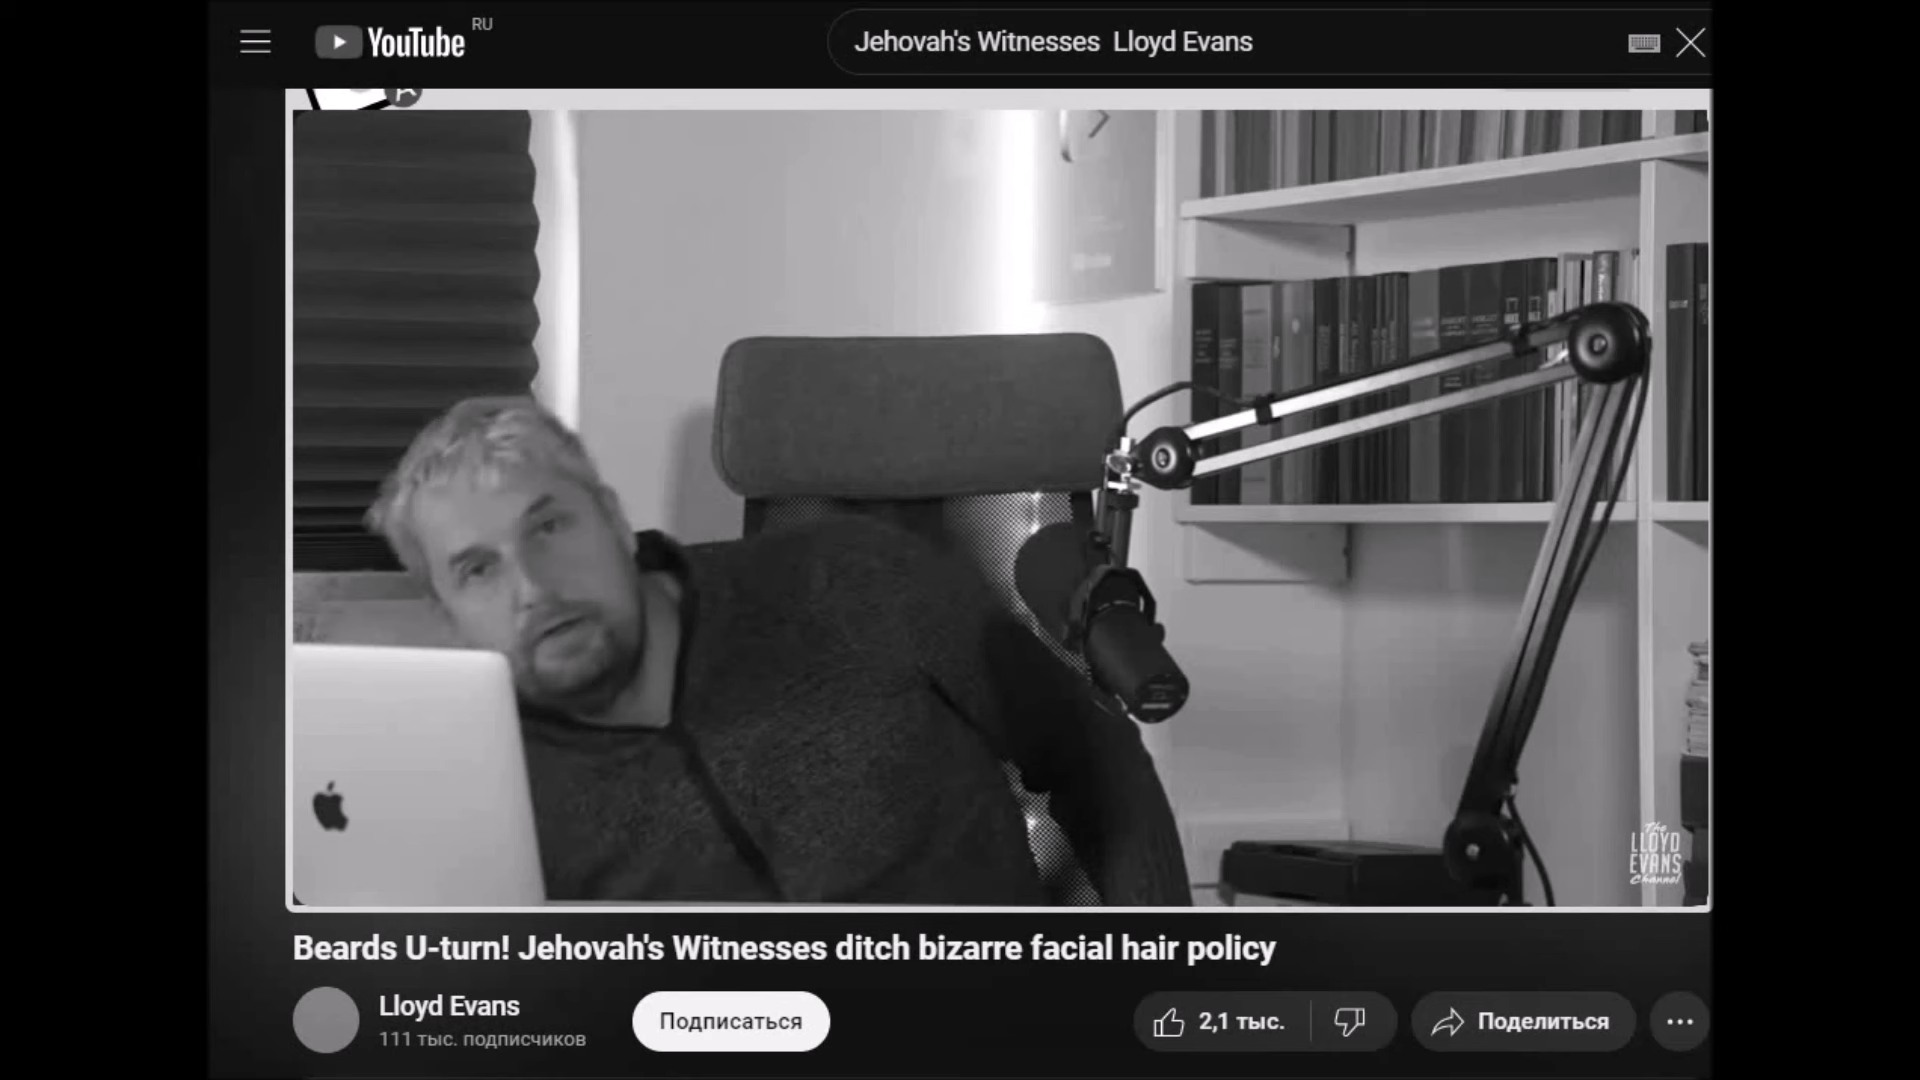 YouTube RU
Jehovah's Witnesses Lloyd Evans
The
LLOYD
EVANS
Channel
Beards U-turn! Jehovah's Witnesses ditch bizarre facial hair policy
Lloyd Evans
111 тыс. подписчиков
Подписаться
2,1 тыс.
Поделиться